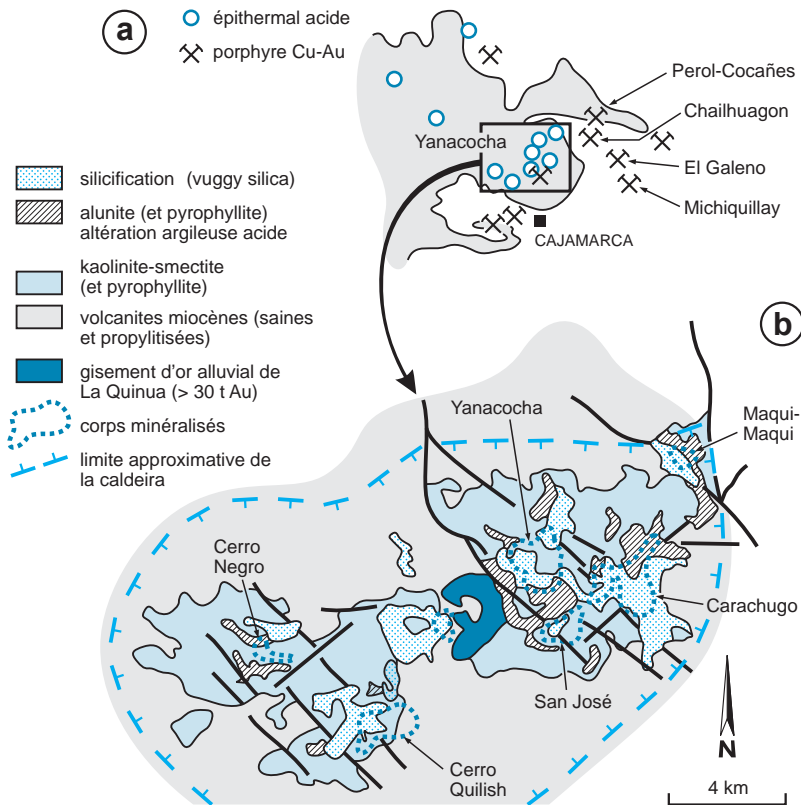 a
épithermal acide
porphyre Cu-Au
Perol-Cocañes
Chailhuagon
Yanacocha
El Galeno
Michiquillay
CAJAMARCA
silicification (vuggy silica)
alunite (et pyrophyllite)
altération argileuse acide
kaolinite-smectite
(et pyrophyllite)
volcanites miocènes (saines
et propylitisées)
gisement d'or alluvial de
La Quinua (> 30 t Au)
corps minéralisés
limite approximative de
la caldeira
b
Yanacocha
Maqui-
Maqui
Cerro
Negro
Carachugo
San José
Cerro
Quilish
N
4 km